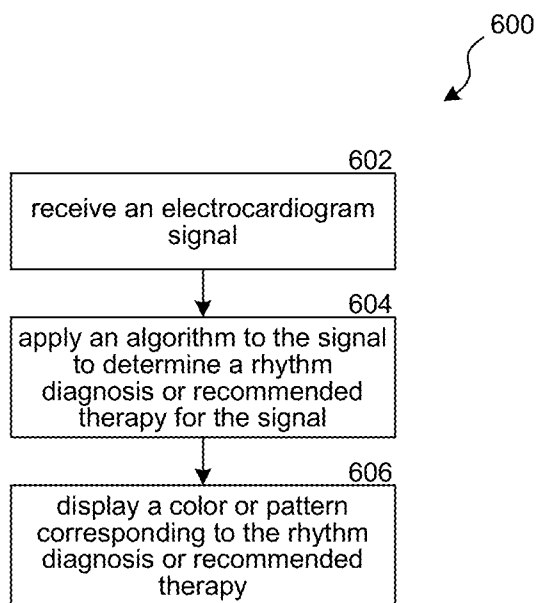 600
602
receive an electrocardiogram
signal
604
apply an algorithm to the signal
to determine a rhythm
diagnosis or recommended
therapy for the signal
606
display a color or pattern
corresponding to the rhythm
diagnosis or recommended
therapy